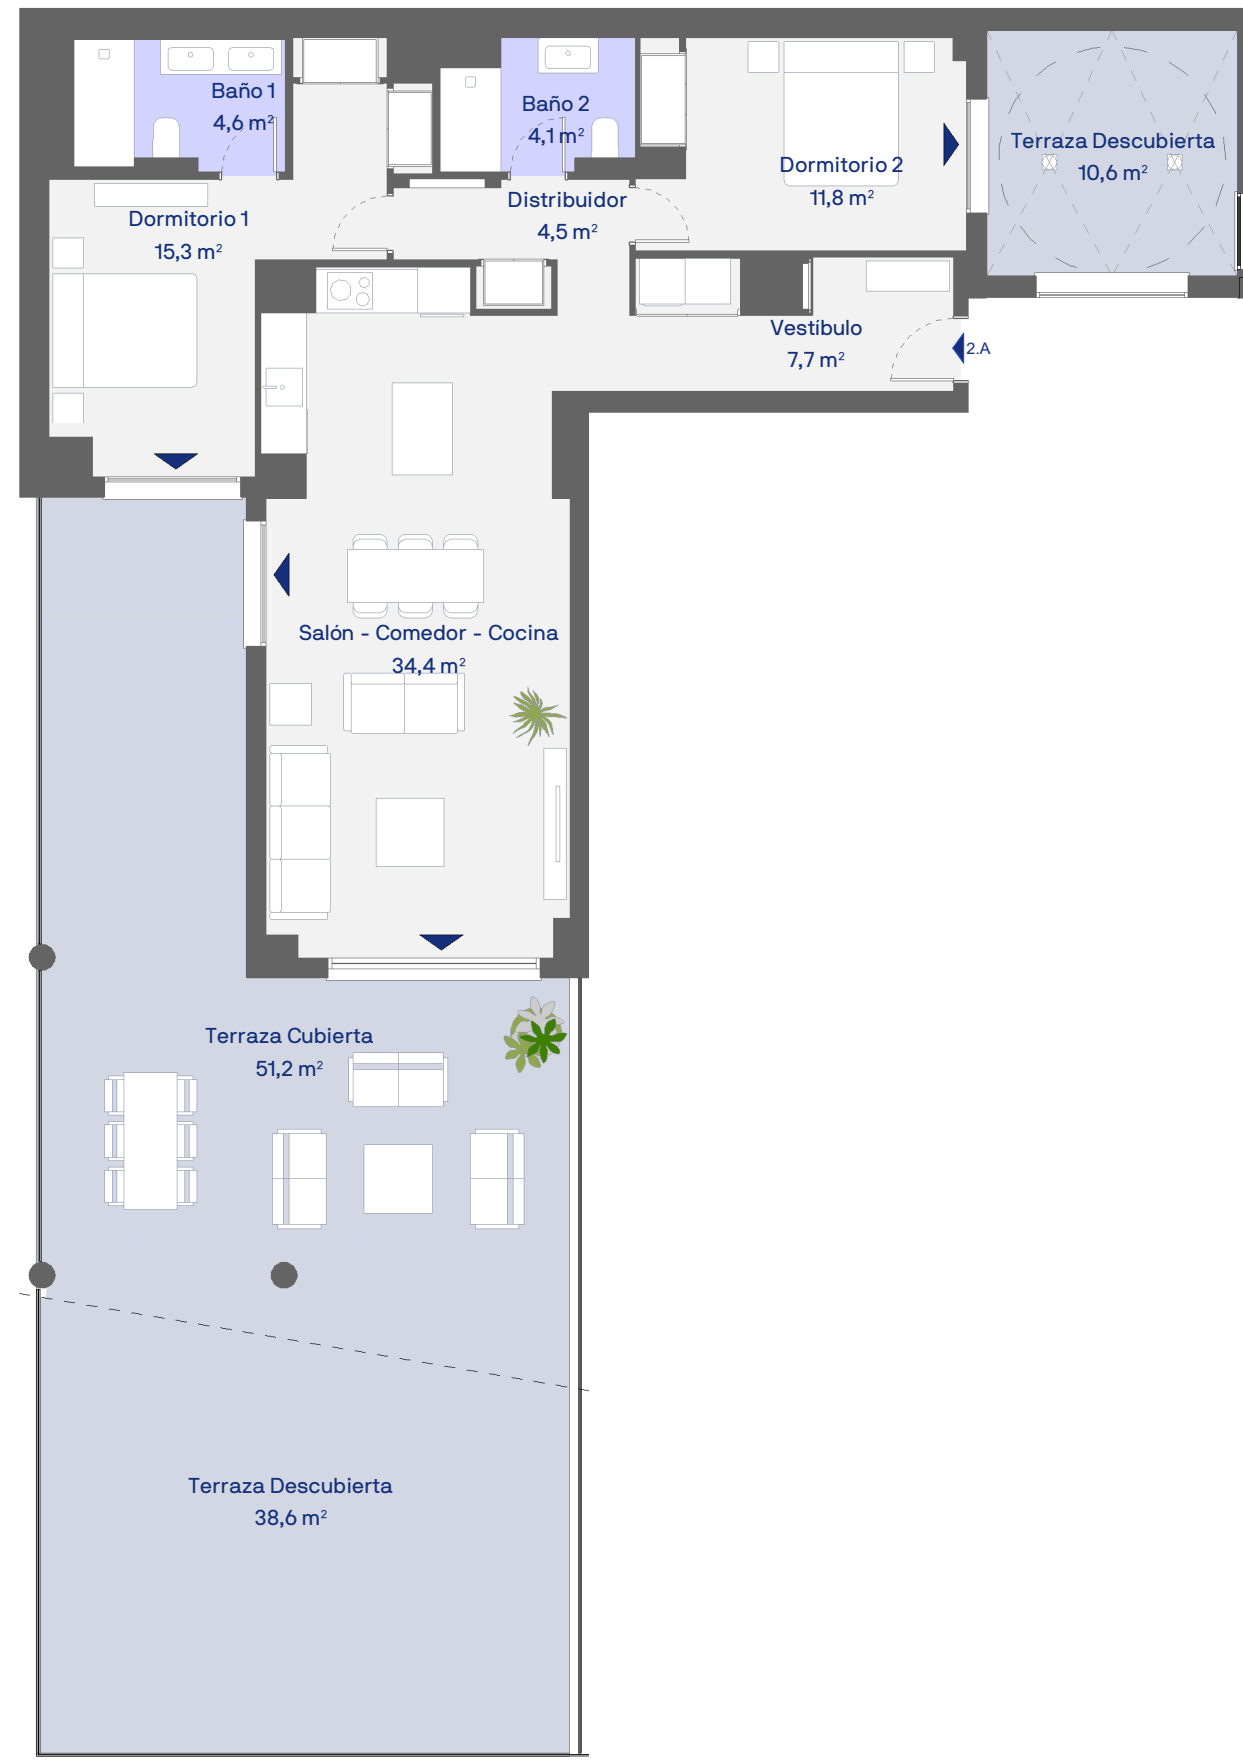 Baño 1
4,6 m²
Baño 2
4,1 m²
Terraza Descubierta
10,6 m²
Dormitorio 2
11,8 m²
Distribuidor
4,5 m²
Dormitorio 1
15,3 m²
Vestíbulo
7,7 m²
2.A
Salón - Comedor - Cocina
34,4 m²
Terraza Cubierta
51,2 m²
Terraza Descubierta
38,6 m²